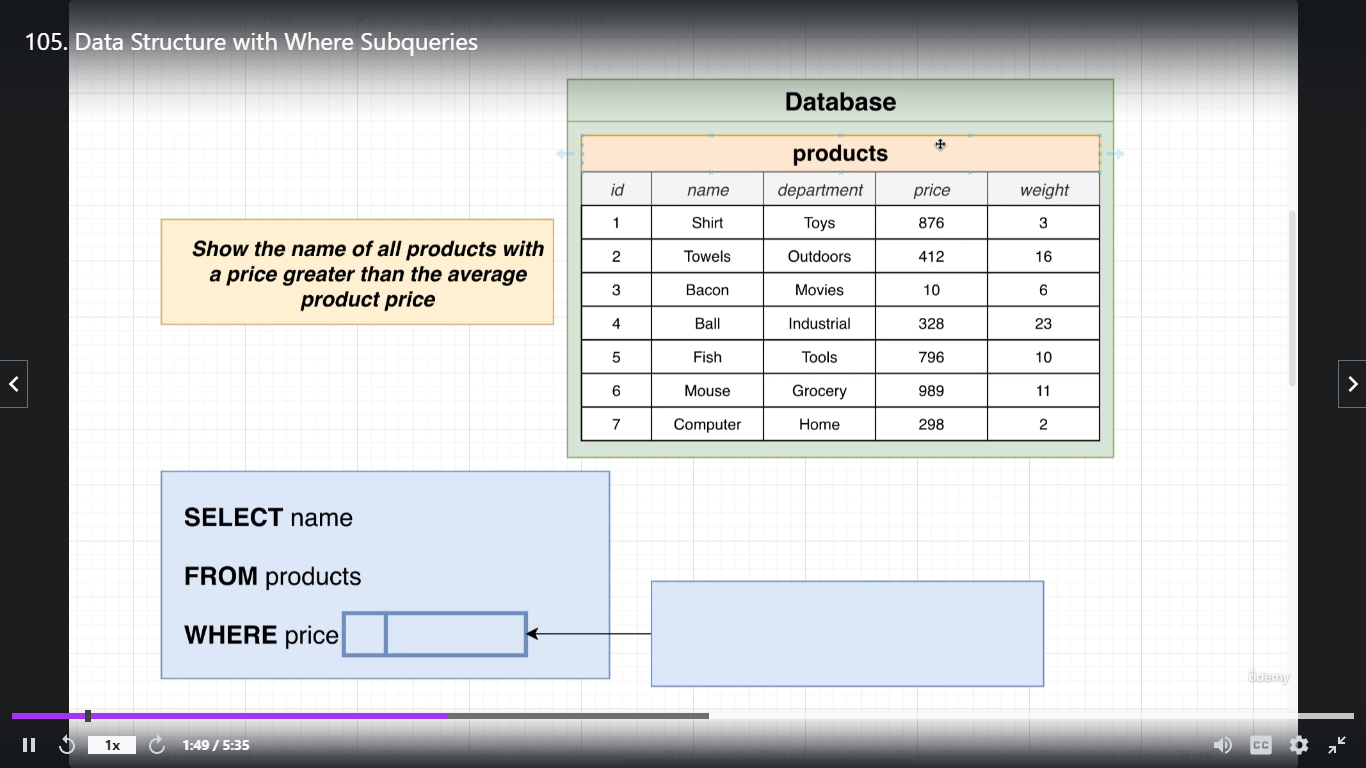 105. Data Structure with Where Subqueries
Database
products
id name department price weight
1 Shirt Toys 876 3
2 Towels Outdoors 412 16
3 Bacon Movies 10 6
4 Ball Industrial 328 23
5 Fish Tools 796 10
6 Mouse Grocery 989 11
7 Computer Home 298 2
Show the name of all products with
a price greater than the average
product price
SELECT name
FROM products
WHERE price
ûdemy
1x
1:49 / 5:35
CC